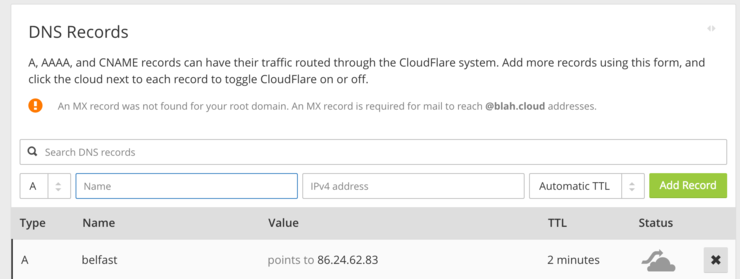 DNS Records
A, AAAA, and CNAME records can have their traffic routed through the CloudFlare system. Add more records using this form, and
click the cloud next to each record to toggle CloudFlare on or off.
An MX record was not found for your root domain. An MX record is required for mail to reach @blah.cloud addresses.
Search DNS records
A Name IPv4 address Automatic TTL Add Record
Type Name Value TTL Status
A belfast points to 86.24.62.83 2 minutes